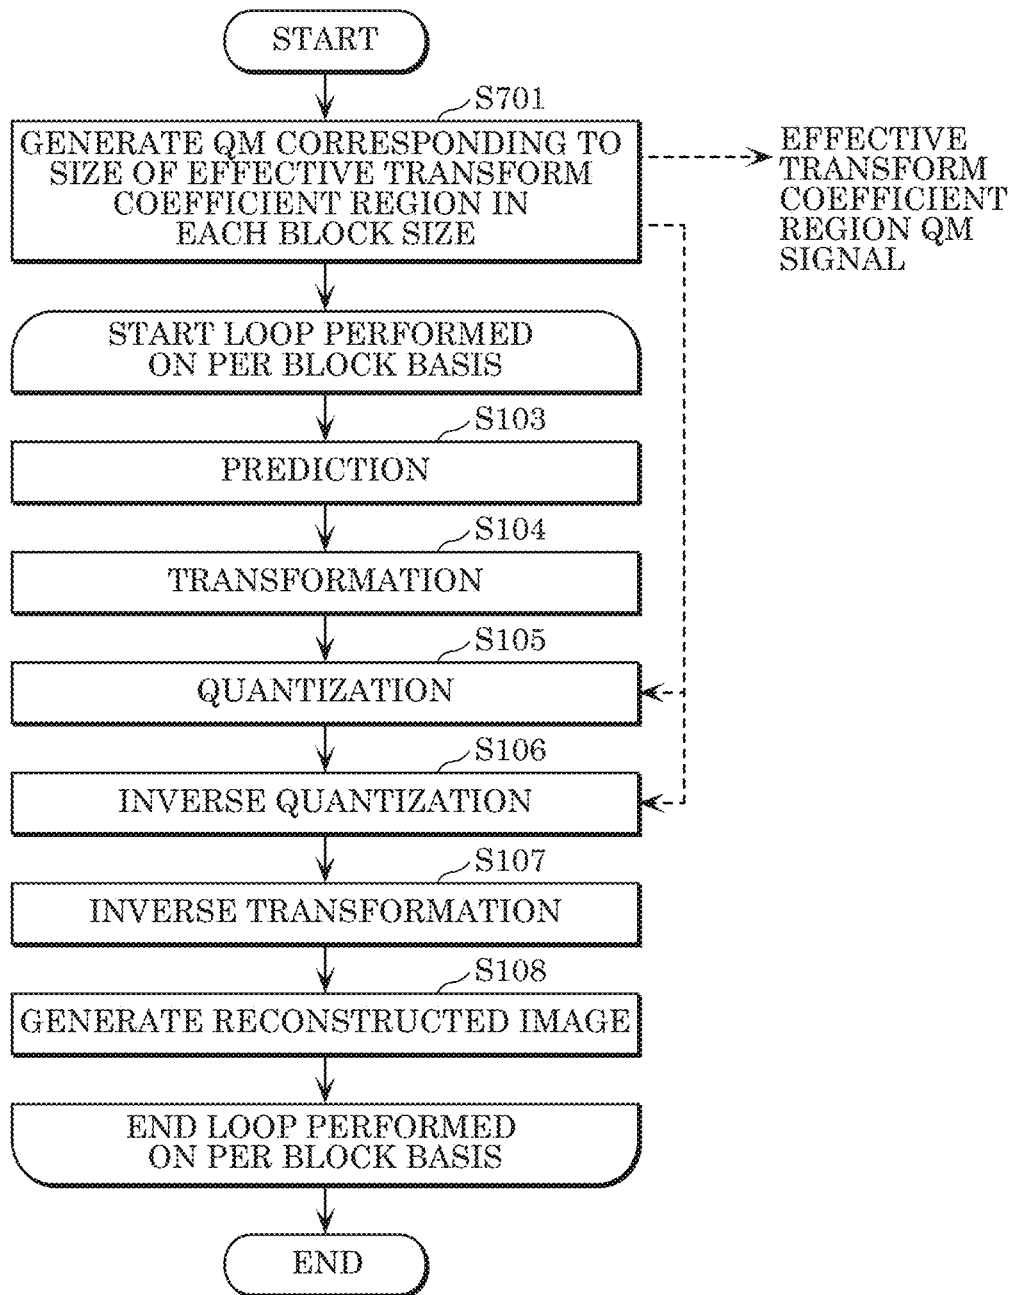 START
S701
GENERATE QM CORRESPONDING TO
SIZE OF EFFECTIVE TRANSFORM
COEFFICIENT REGION IN
EACH BLOCK SIZE
EFFECTIVE
TRANSFORM
COEFFICIENT
REGION QM
SIGNAL
START LOOP PERFORMED
ON PER BLOCK BASIS
S103
PREDICTION
S104
TRANSFORMATION
S105
QUANTIZATION
S106
INVERSE QUANTIZATION
S107
INVERSE TRANSFORMATION
S108
GENERATE RECONSTRUCTED IMAGE
END LOOP PERFORMED
ON PER BLOCK BASIS
END